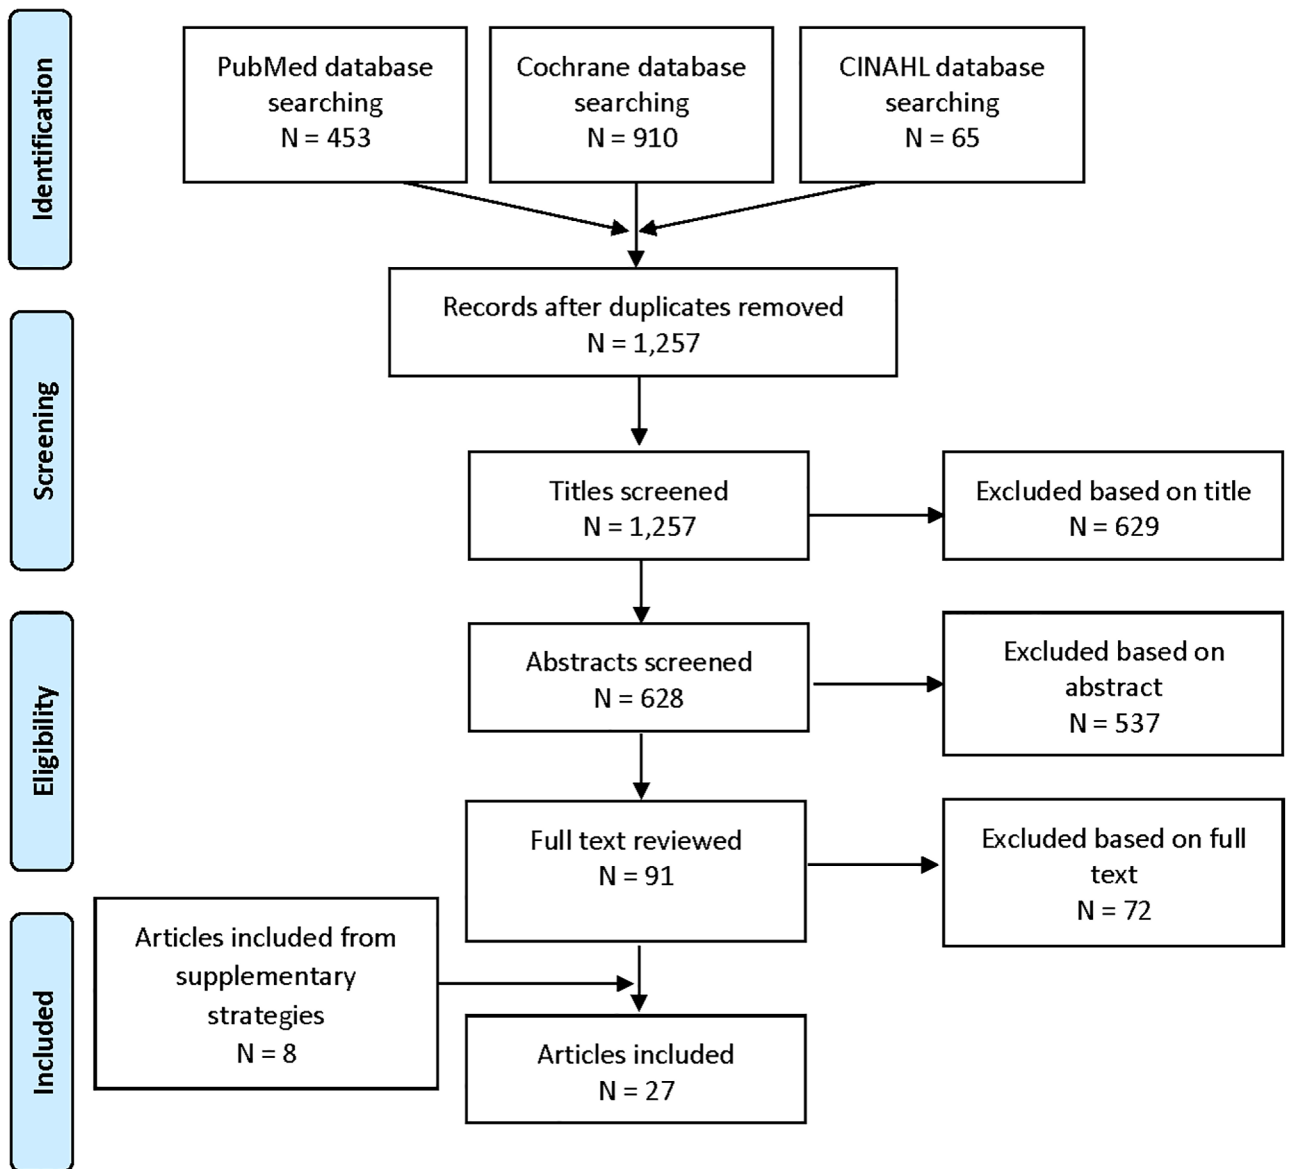 Identification
PubMed database
searching
N = 453
Cochrane database
searching
N = 910
CINAHL database
searching
N = 65
Records after duplicates removed
N = 1,257
Screening
Titles screened
N = 1,257
Excluded based on title
N = 629
Eligibility
Abstracts screened
N = 628
Excluded based on
abstract
N = 537
Full text reviewed
N = 91
Excluded based on full
text
N = 72
Included
Articles included from
supplementary
strategies
N = 8
Articles included
N = 27